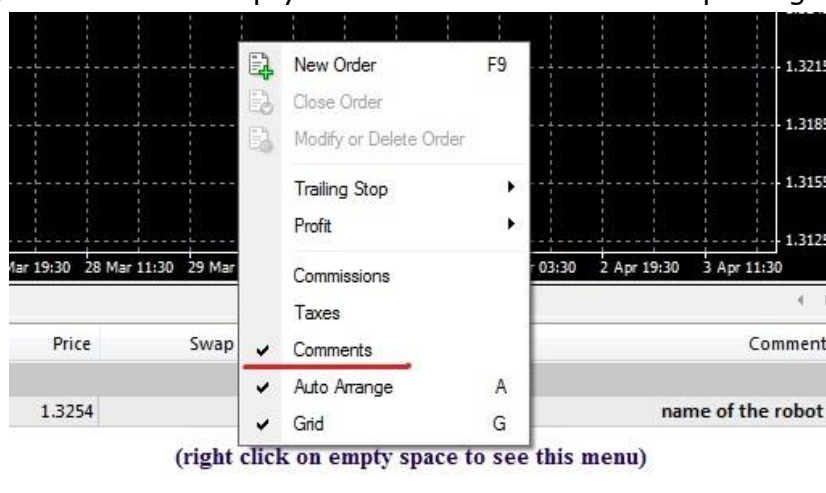 New Order F9
1.3215
Close Order
1.3185
Modify or Delete Order
Trailing Stop
1.3155
Profit
1.3125
Mar 19:30 28 Mar 11:30 29 Mar 03:30 2 Apr 19:30 3 Apr 11:30
Commissions
Taxes
Price Swap Comments Comment
Auto Arrange A
1.3254 name of the robot
Grid G
(right click on empty space to see this menu)